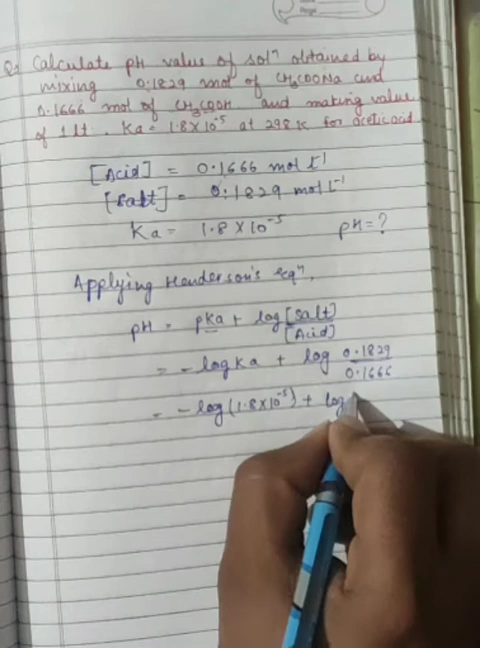 Q. Calculate pH value of solⁿ obtained by
mixing 0.1829 mol of CH₃COONa and
0.1666 mol of CH₃COOH and making value
of 1 lt. Ka = 1.8×10⁻⁵ at 298 K for acetic acid
[Acid] = 0.1666 mol l⁻¹
[Salt] = 0.1829 mol l⁻¹
Ka = 1.8×10⁻⁵ pH = ?
Applying Henderson's eqⁿ,
pH = pKa + log [Salt]/[Acid]
= -log Ka + log 0.1829/0.1666
= -log(1.8×10⁻⁵) + log